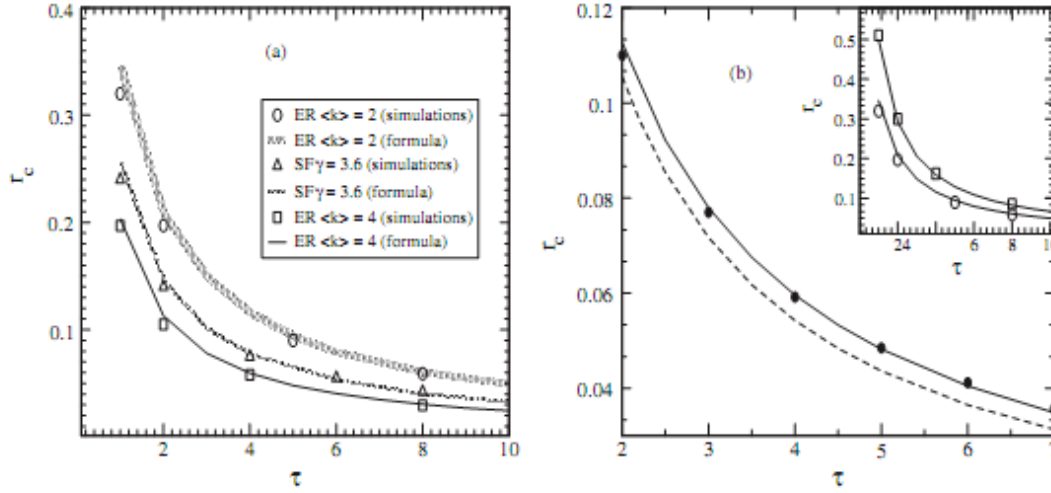 0.4
0.3
0.2
0.1
r_c
(a)
ER <k> = 2 (simulations)
ER <k> = 2 (formula)
SF γ = 3.6 (simulations)
SF γ = 3.6 (formula)
ER <k> = 4 (simulations)
ER <k> = 4 (formula)
2 4 6 8 10
τ
0.12
0.1
0.08
0.06
0.04
r_c
(b)
2 3 4 5 6
τ
0.5
0.4
0.3
0.2
0.1
r_c
24 6 8
τ